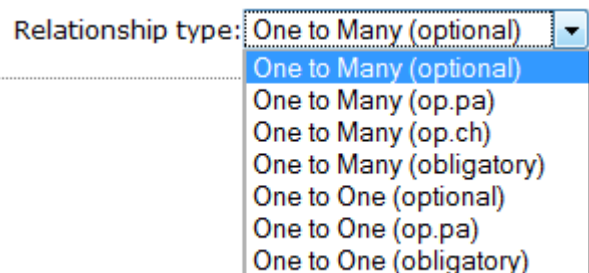 Relationship type: One to Many (optional)
One to Many (optional)
One to Many (op.pa)
One to Many (op.ch)
One to Many (obligatory)
One to One (optional)
One to One (op.pa)
One to One (obligatory)